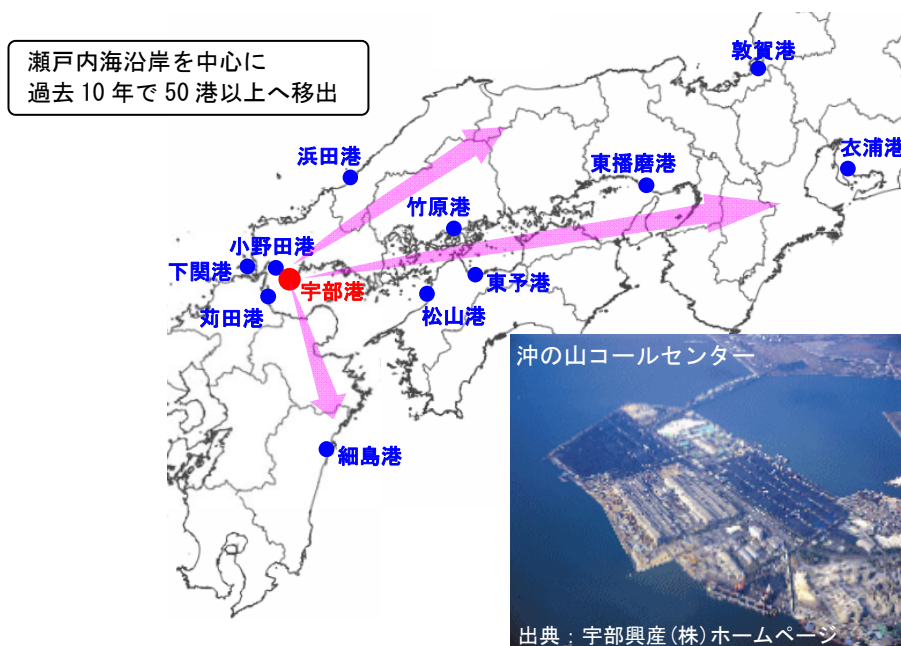 瀬戸内海沿岸を中心に
過去10年で50港以上へ移出
敦賀港
衣浦港
浜田港
東播磨港
竹原港
小野田港
下関港
宇部港
東予港
苅田港
松山港
沖の山コールセンター
細島港
出典：宇部興産(株)ホームページ